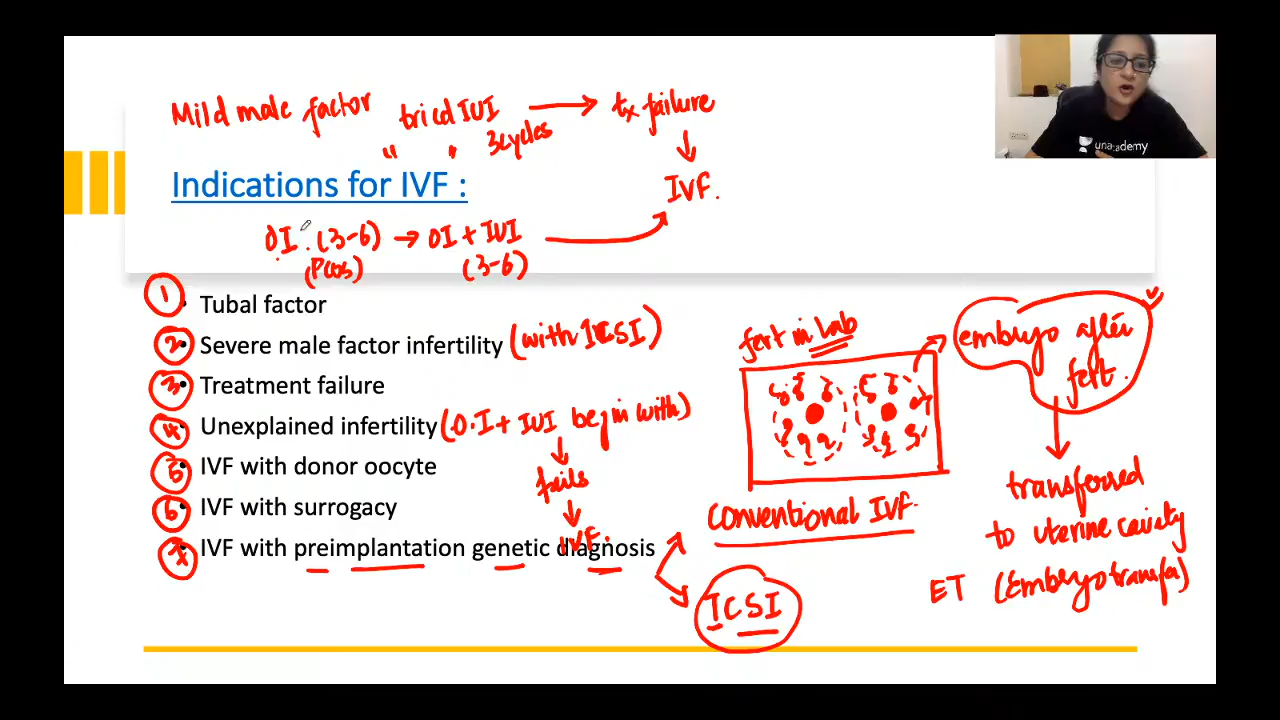 Mild male factor tried IUI → tx failure
" " 3 cycles ↓
Indications for IVF :
IVF.
OI . (3-6) → OI + IUI
(PCOS) (3-6)
1 • Tubal factor
2 • Severe male factor infertility (with ICSI)
3 • Treatment failure
4 • Unexplained infertility (O.I + IUI begin with)
↓
fails
↓
IVF.
5 • IVF with donor oocyte
6 • IVF with surrogacy
7 • IVF with preimplantation genetic diagnosis
fert in Lab
conventional IVF.
ICSI
embryo after
fert.
transferred
to uterine cavity
ET (Embryo transfer)
unacademy